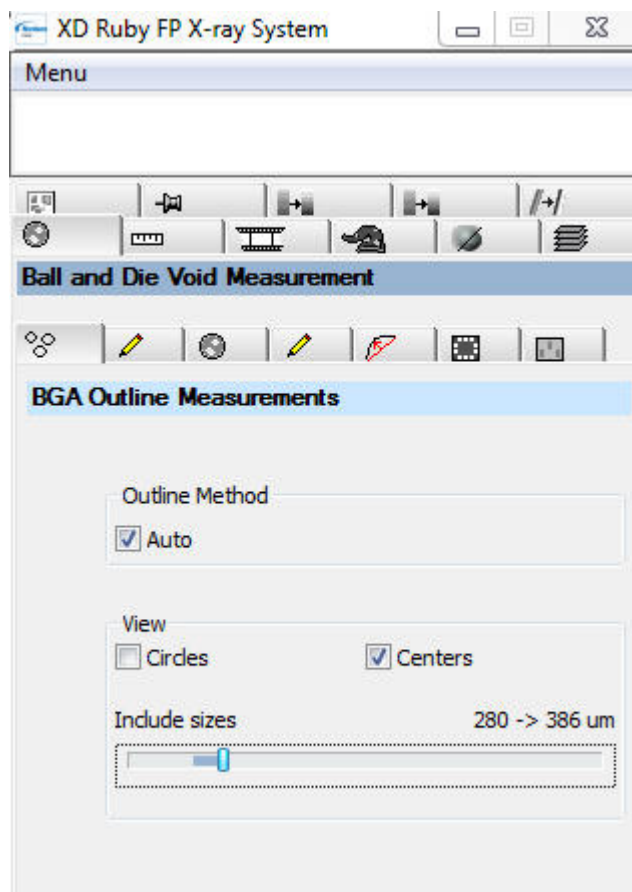 XD Ruby FP X-ray System
Menu
Ball and Die Void Measurement
BGA Outline Measurements
Outline Method
Auto
View
Circles Centers
Include sizes 280 -> 386 um